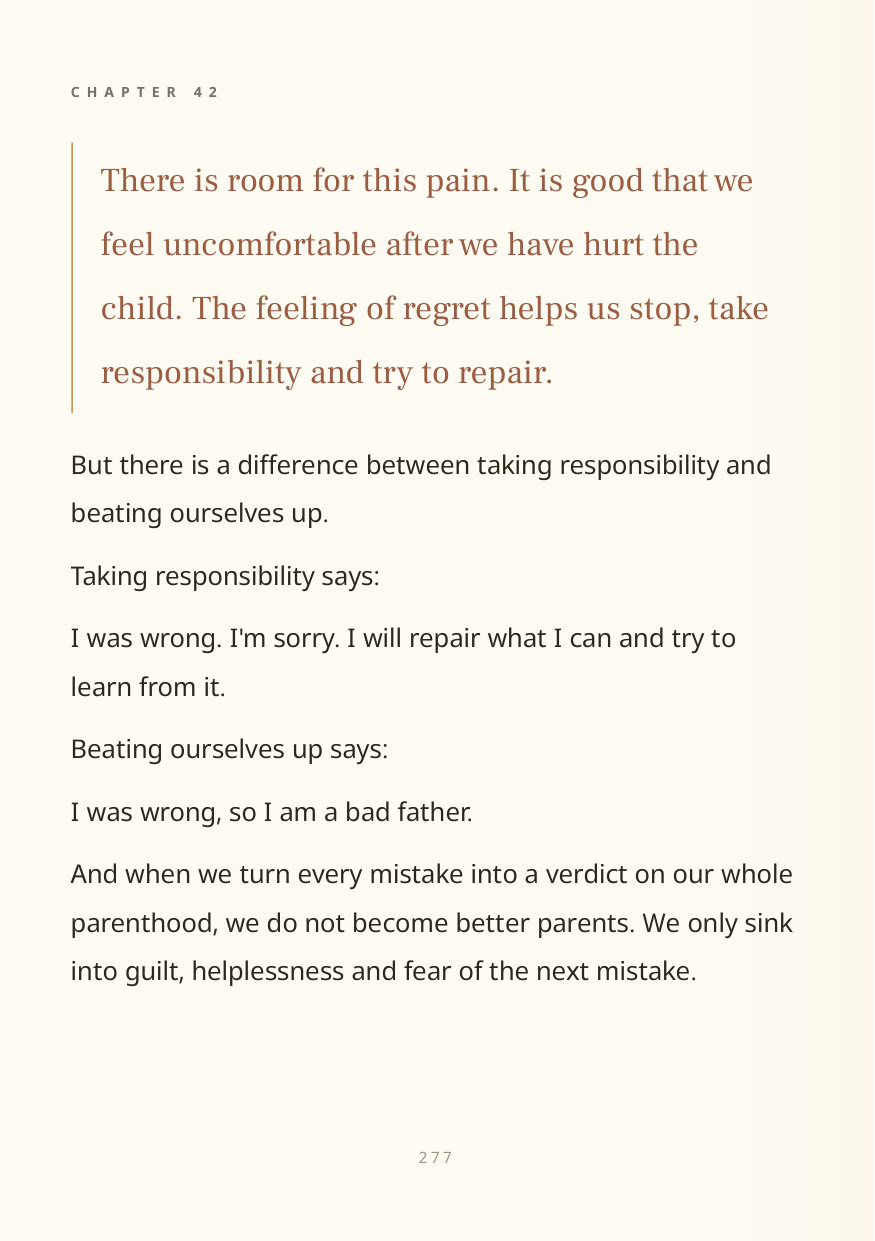 CHAPTER 42
There is room for this pain. It is good that we
feel uncomfortable after we have hurt the
child. The feeling of regret helps us stop, take
responsibility and try to repair.
But there is a difference between taking responsibility and
beating ourselves up.
Taking responsibility says:
I was wrong. I'm sorry. I will repair what I can and try to
learn from it.
Beating ourselves up says:
I was wrong, so I am a bad father.
And when we turn every mistake into a verdict on our whole
parenthood, we do not become better parents. We only sink
into guilt, helplessness and fear of the next mistake.
277